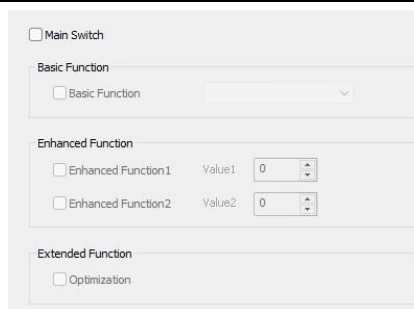 Main Switch
Basic Function
Basic Function
Enhanced Function
Enhanced Function1 Value1 0
Enhanced Function2 Value2 0
Extended Function
Optimization